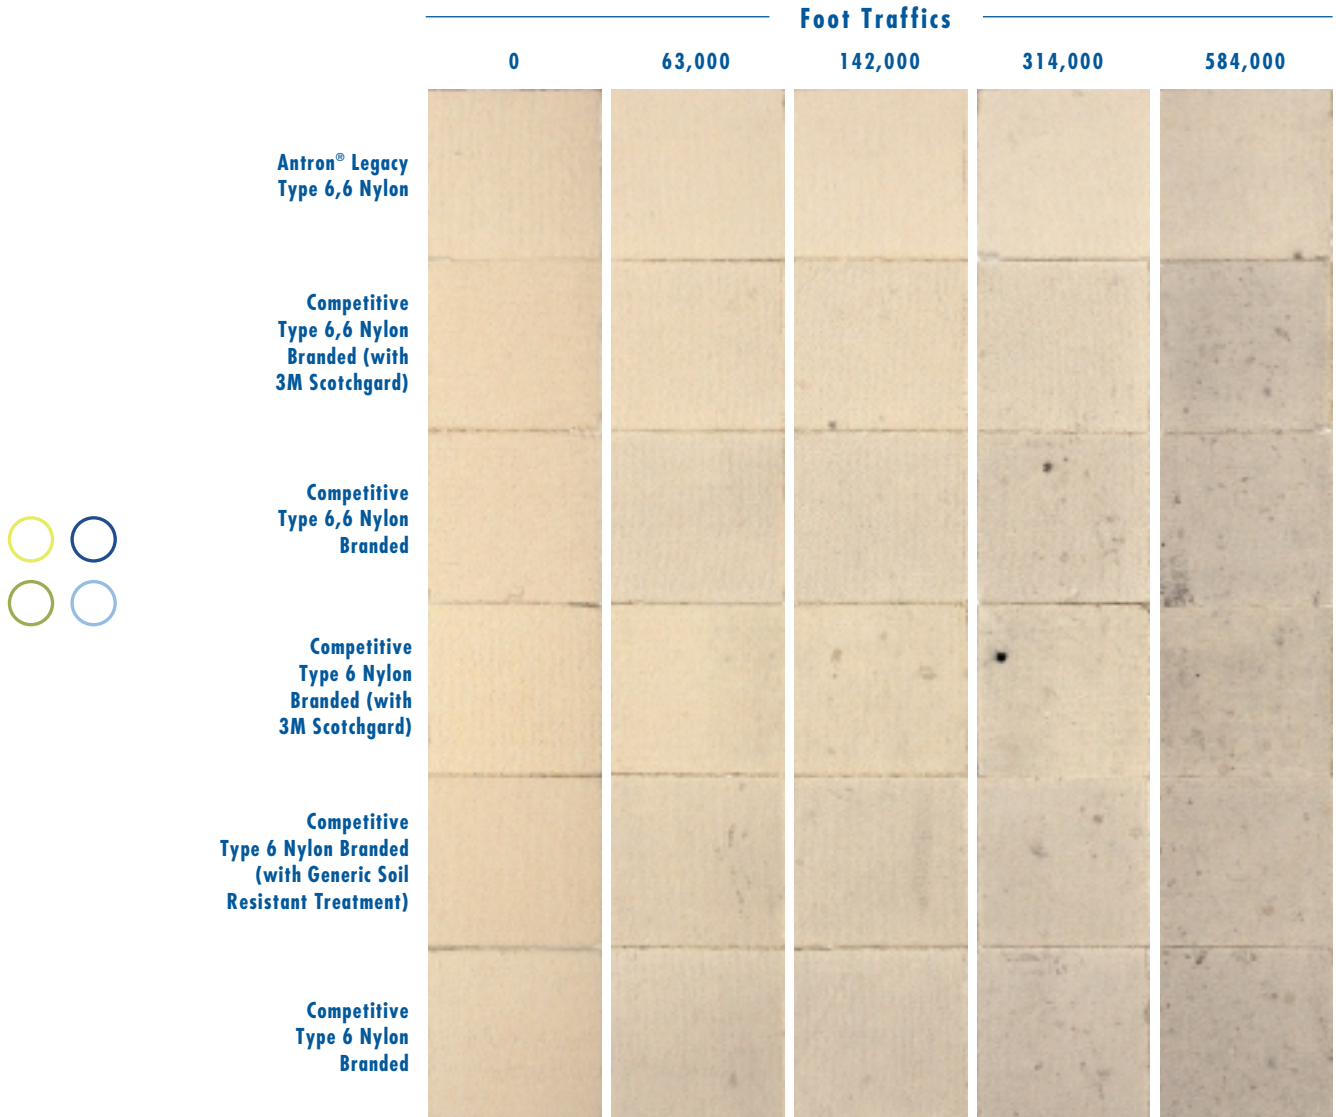 Foot Traffics
0 63,000 142,000 314,000 584,000
Antron® Legacy
Type 6,6 Nylon
Competitive
Type 6,6 Nylon
Branded (with
3M Scotchgard)
Competitive
Type 6,6 Nylon
Branded
Competitive
Type 6 Nylon
Branded (with
3M Scotchgard)
Competitive
Type 6 Nylon Branded
(with Generic Soil
Resistant Treatment)
Competitive
Type 6 Nylon
Branded